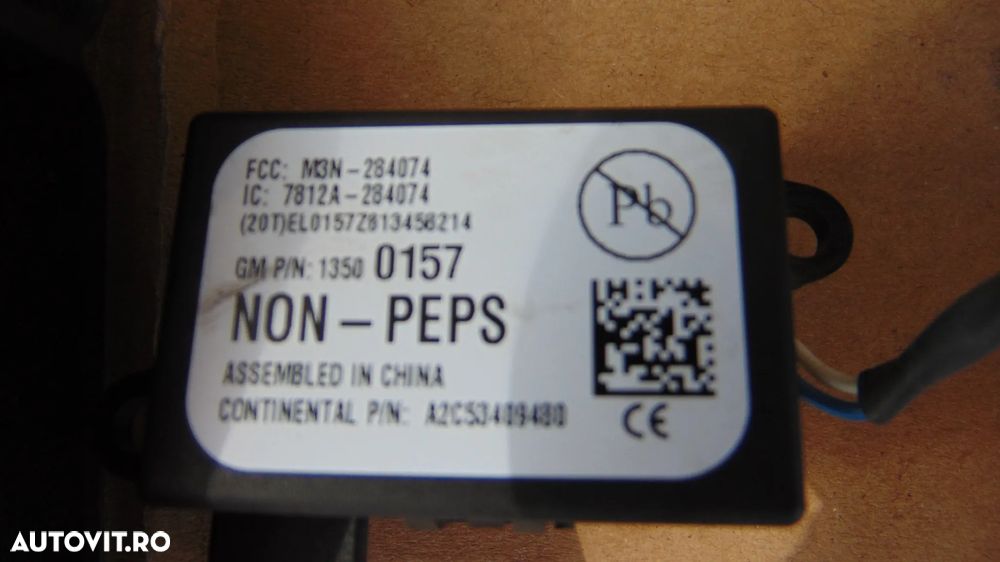 FCC: M3N-284074
IC: 7812A-284074
(20T)EL0157Z813456214
GM P/N: 1350 0157
NON-PEPS
ASSEMBLED IN CHINA
CONTINENTAL P/N: A2C53409480
Pb
CE
AUTOVIT.RO